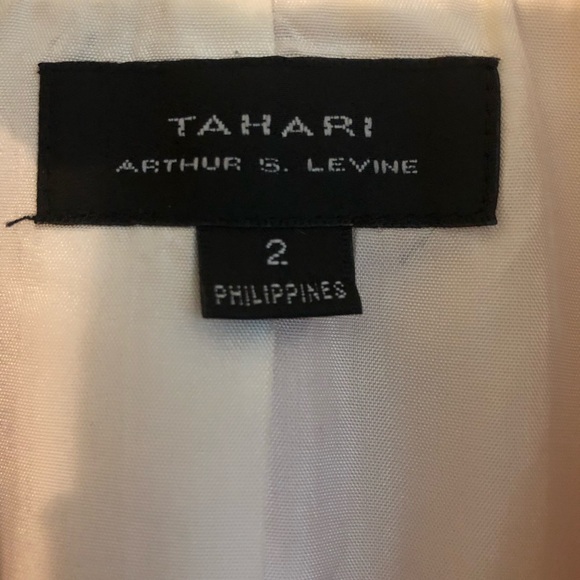 TAHARI
ARTHUR S. LEVINE
2
PHILIPPINES